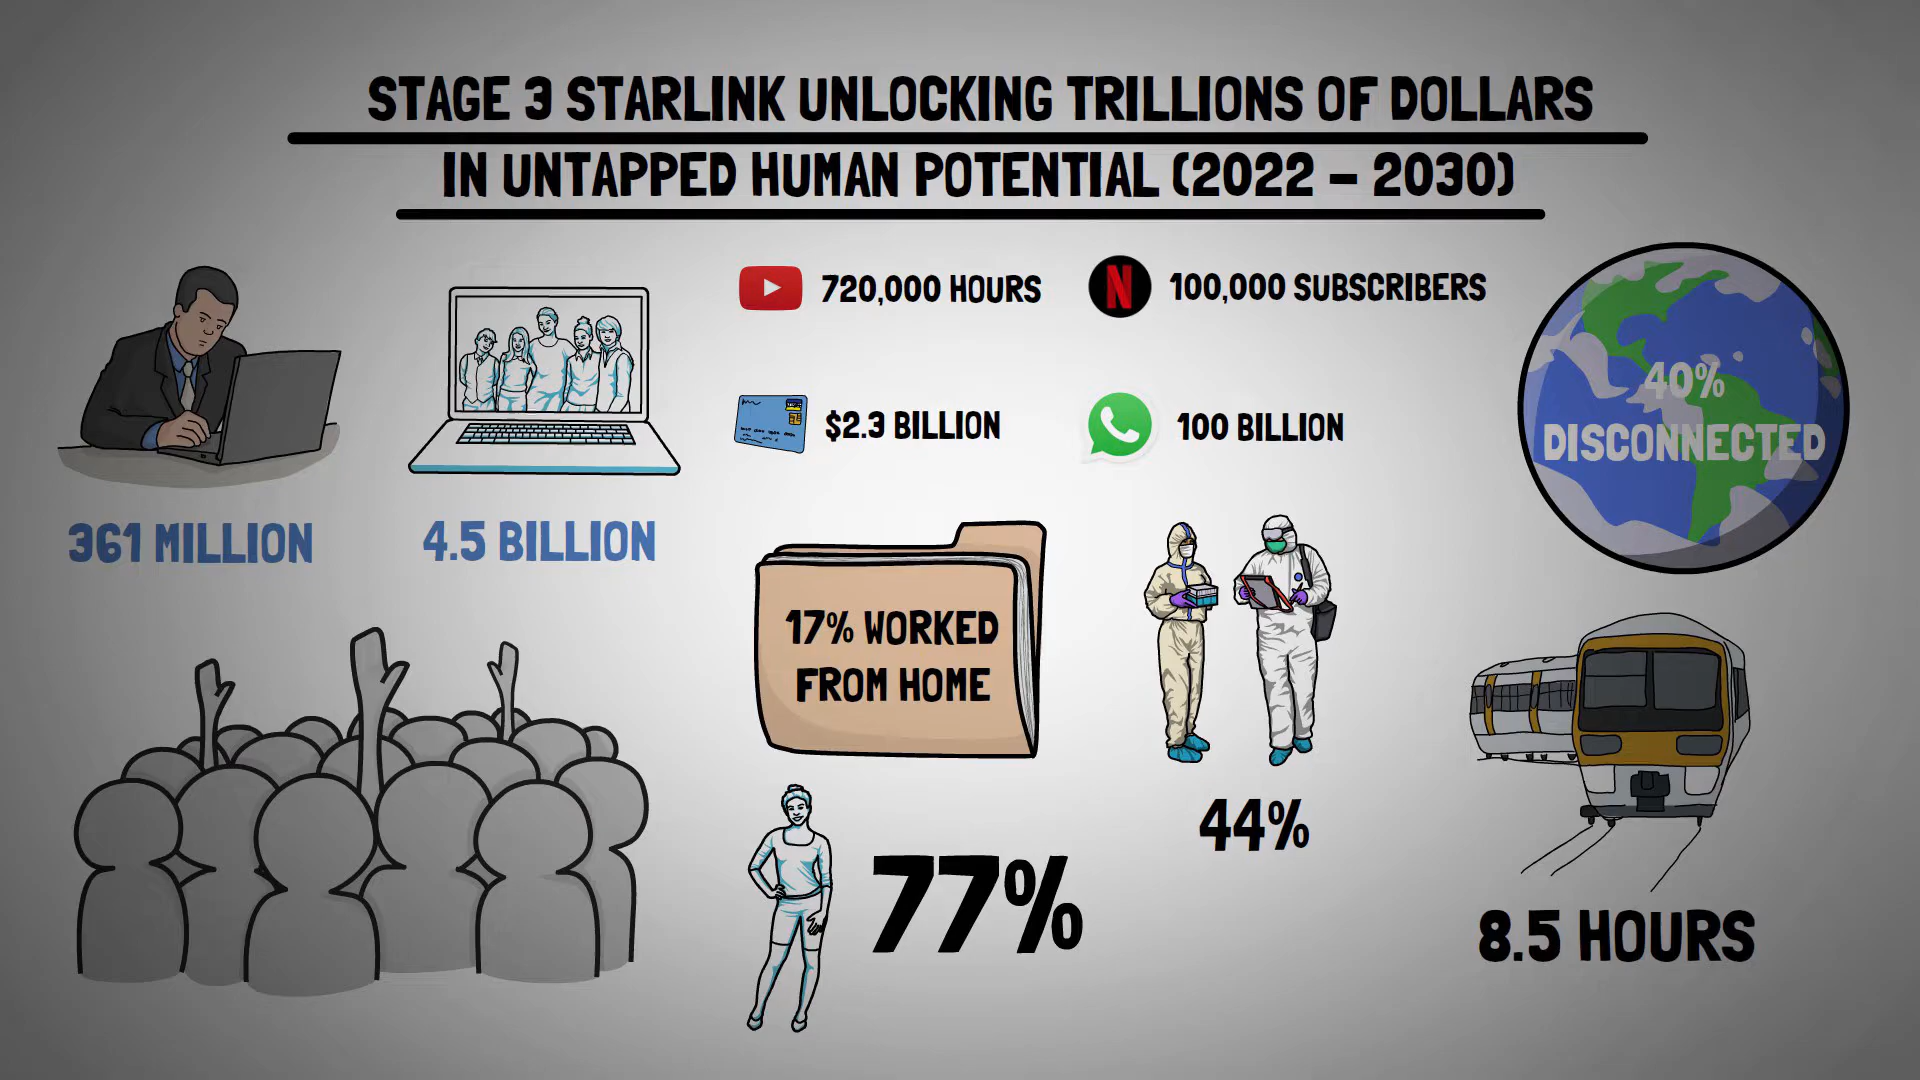 STAGE 3 STARLINK UNLOCKING TRILLIONS OF DOLLARS
IN UNTAPPED HUMAN POTENTIAL (2022 – 2030)
720,000 HOURS
N
100,000 SUBSCRIBERS
$2.3 BILLION
100 BILLION
40%
DISCONNECTED
361 MILLION
4.5 BILLION
17% WORKED
FROM HOME
44%
77%
8.5 HOURS